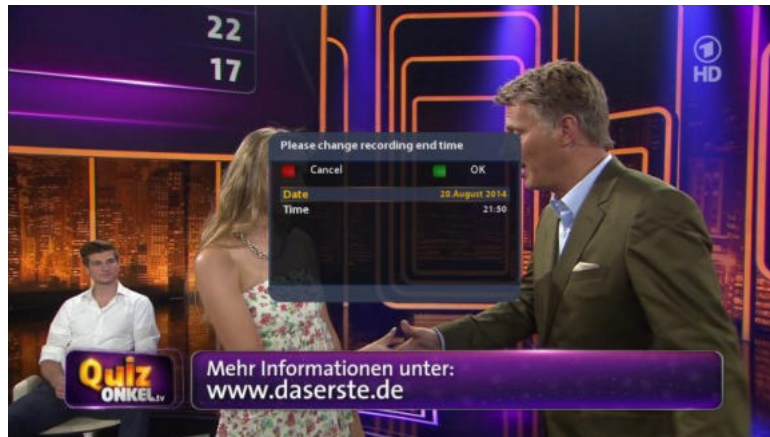 22
17
1
HD
Please change recording end time
Cancel
OK
Date 28.August 2014
Time 21:50
Quiz
ONKEL.tv
Mehr Informationen unter:
www.daserste.de